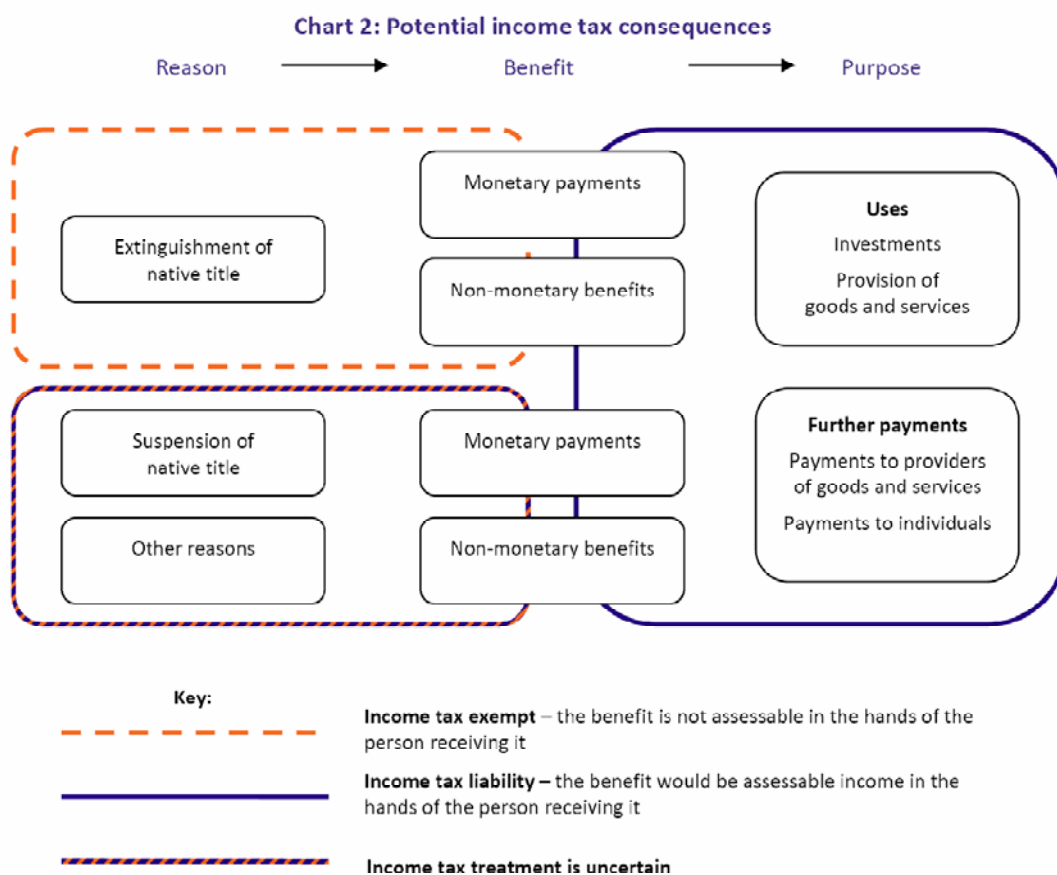 Chart 2: Potential income tax consequences
Reason
Benefit
Purpose
Extinguishment of
native title
Monetary payments
Non-monetary benefits
Uses
Investments
Provision of
goods and services
Suspension of
native title
Other reasons
Monetary payments
Non-monetary benefits
Further payments
Payments to providers
of goods and services
Payments to individuals
Key:
Income tax exempt – the benefit is not assessable in the hands of the
person receiving it
Income tax liability – the benefit would be assessable income in the
hands of the person receiving it
Income tax treatment is uncertain